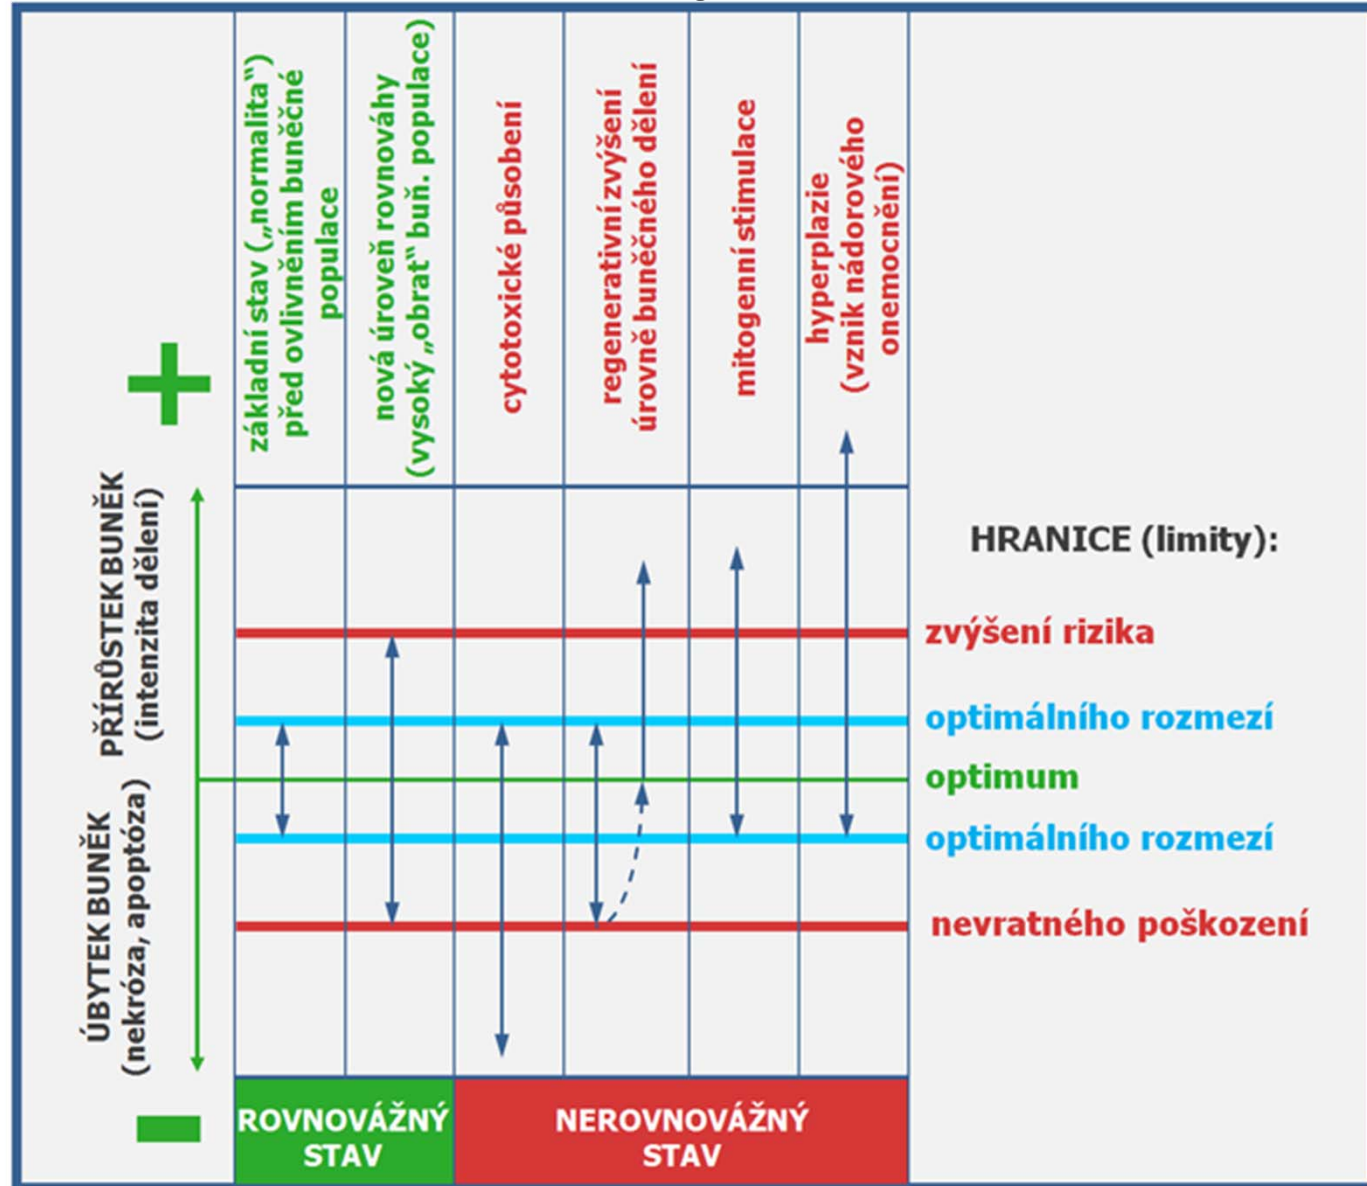 základní stav („normalita“)
před ovlivněním buněčné
populace
nová úroveň rovnováhy
(vysoký „obrat“ buň. populace)
cytotoxické působení
regenerativní zvýšení
úrovně buněčného dělení
mitogenní stimulace
hyperplazie
(vznik nádorového
onemocnění)
+
PŘÍRŮSTEK BUNĚK
(intenzita dělení)
ÚBYTEK BUNĚK
(nekróza, apoptóza)
HRANICE (limity):
zvýšení rizika
optimálního rozmezí
optimum
optimálního rozmezí
nevratného poškození
ROVNOVÁŽNÝ
STAV
NEROVNOVÁŽNÝ
STAV